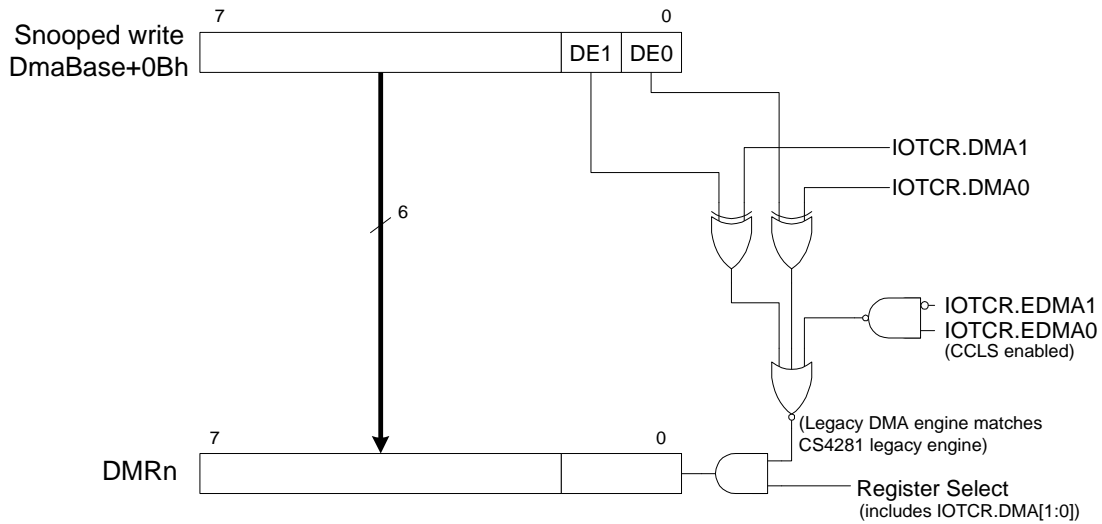 7 0
Snooped write
DmaBase+0Bh
DE1 DE0
IOTCR.DMA1
IOTCR.DMA0
6
IOTCR.EDMA1
IOTCR.EDMA0
(CCLS enabled)
(Legacy DMA engine matches
CS4281 legacy engine)
7 0
DMRn
Register Select
(includes IOTCR.DMA[1:0])